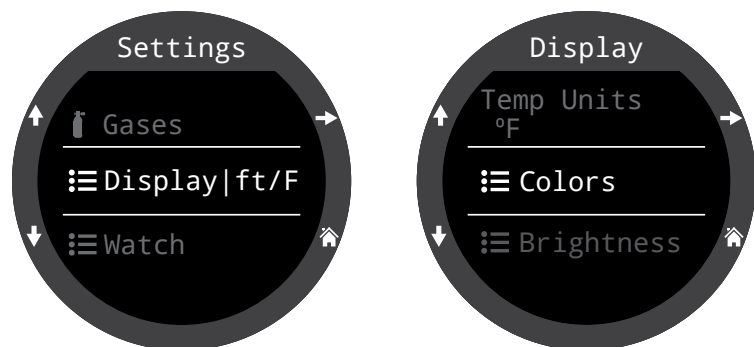 Settings
Gases
Display|ft/F
Watch
Display
Temp Units
ºF
Colors
Brightness